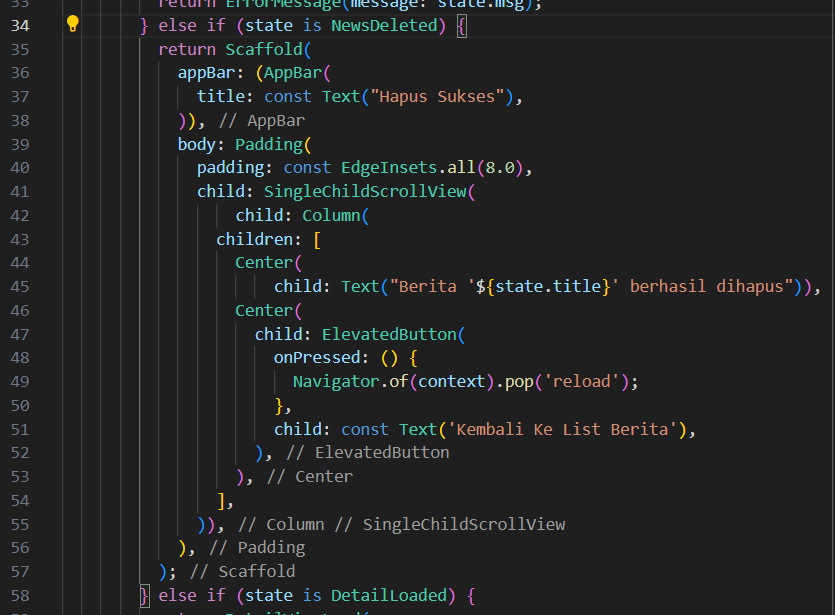 33 return ErrorMessage(message: state.msg);
34 } else if (state is NewsDeleted) {
35 return Scaffold(
36 appBar: (AppBar(
37 title: const Text("Hapus Sukses"),
38 )), // AppBar
39 body: Padding(
40 padding: const EdgeInsets.all(8.0),
41 child: SingleChildScrollView(
42 child: Column(
43 children: [
44 Center(
45 child: Text("Berita '${state.title}' berhasil dihapus")),
46 Center(
47 child: ElevatedButton(
48 onPressed: () {
49 Navigator.of(context).pop('reload');
50 },
51 child: const Text('Kembali Ke List Berita'),
52 ), // ElevatedButton
53 ), // Center
54 ],
55 )), // Column // SingleChildScrollView
56 ), // Padding
57 ); // Scaffold
58 } else if (state is DetailLoaded) {